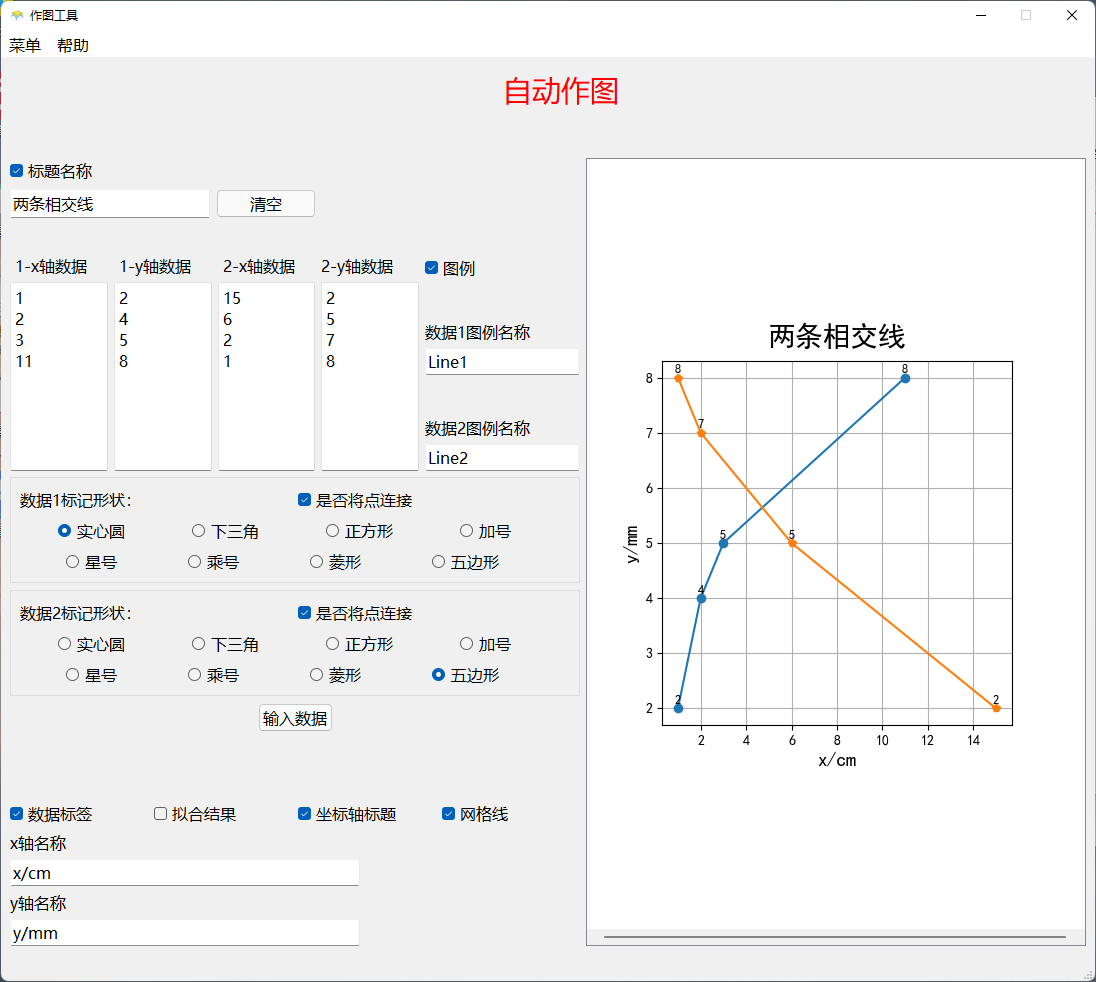 作图工具
菜单 帮助
自动作图
标题名称
两条相交线 清空
1-x轴数据 1-y轴数据 2-x轴数据 2-y轴数据 图例
1 2 15 2
2 4 6 5
3 5 2 7
11 8 1 8
数据1图例名称
Line1
数据2图例名称
Line2
数据1标记形状: 是否将点连接
实心圆 下三角 正方形 加号
星号 乘号 菱形 五边形
数据2标记形状: 是否将点连接
实心圆 下三角 正方形 加号
星号 乘号 菱形 五边形
输入数据
数据标签 拟合结果 坐标轴标题 网格线
x轴名称
x/cm
y轴名称
y/mm
两条相交线
8 8 8
7 7
6
5 5 5
4 4
3
2 2 2
y/mm
2 4 6 8 10 12 14
x/cm